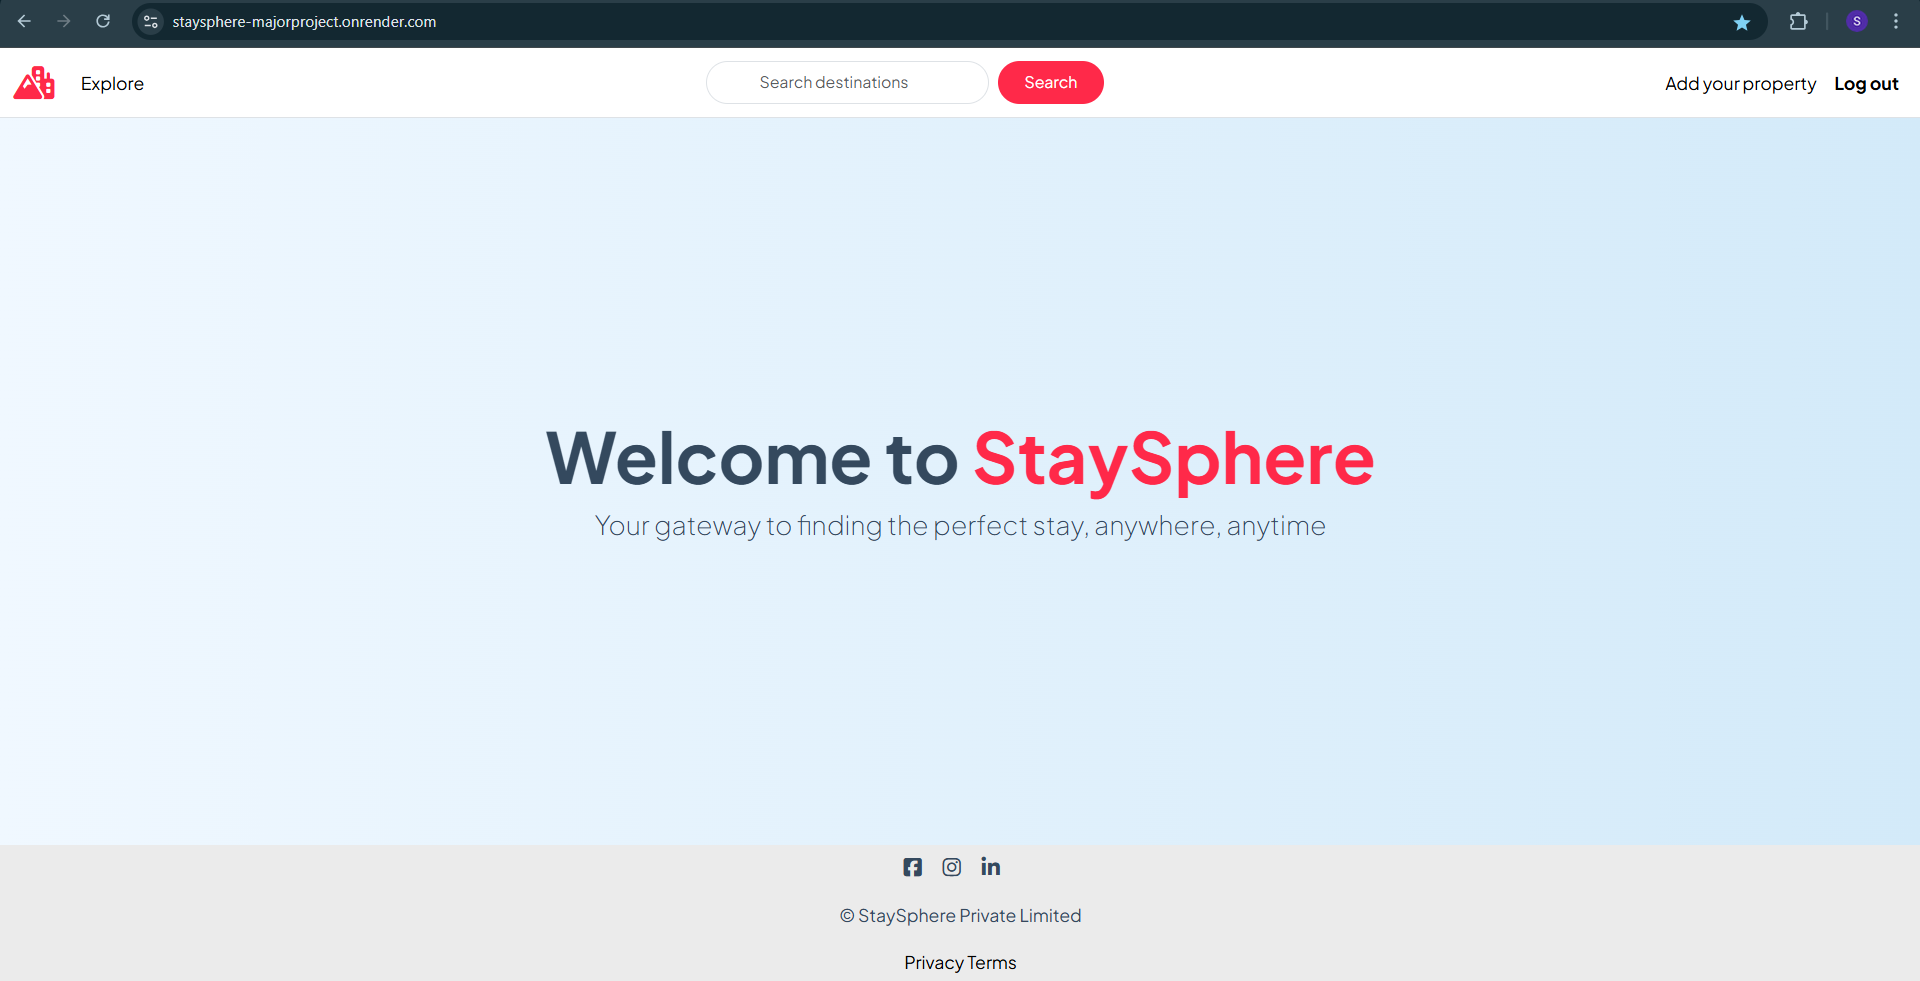 staysphere-majorproject.onrender.com
S
Explore
Search destinations
Search
Add your property
Log out
Welcome to StaySphere
Your gateway to finding the perfect stay, anywhere, anytime
© StaySphere Private Limited
Privacy Terms